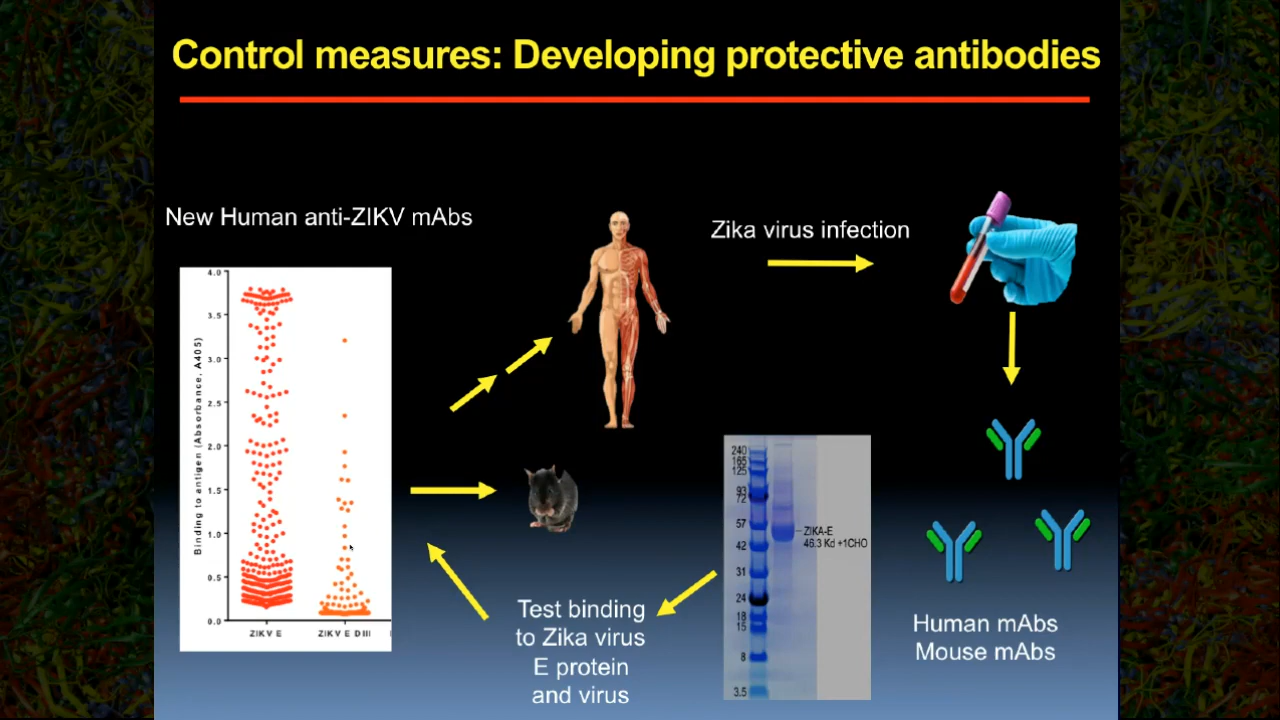 Control measures: Developing protective antibodies
New Human anti-ZIKV mAbs
Zika virus infection
4.0
3.5
3.0
2.5
2.0
1.5
1.0
0.5
0.0
Binding to antigen (Absorbance, A405)
ZIKV E
ZIKV E DIII
240
165
125
93
72
57
42
31
24
18
15
8
3.5
ZIKA-E
46.3 Kd +1CHO
Test binding
to Zika virus
E protein
and virus
Human mAbs
Mouse mAbs